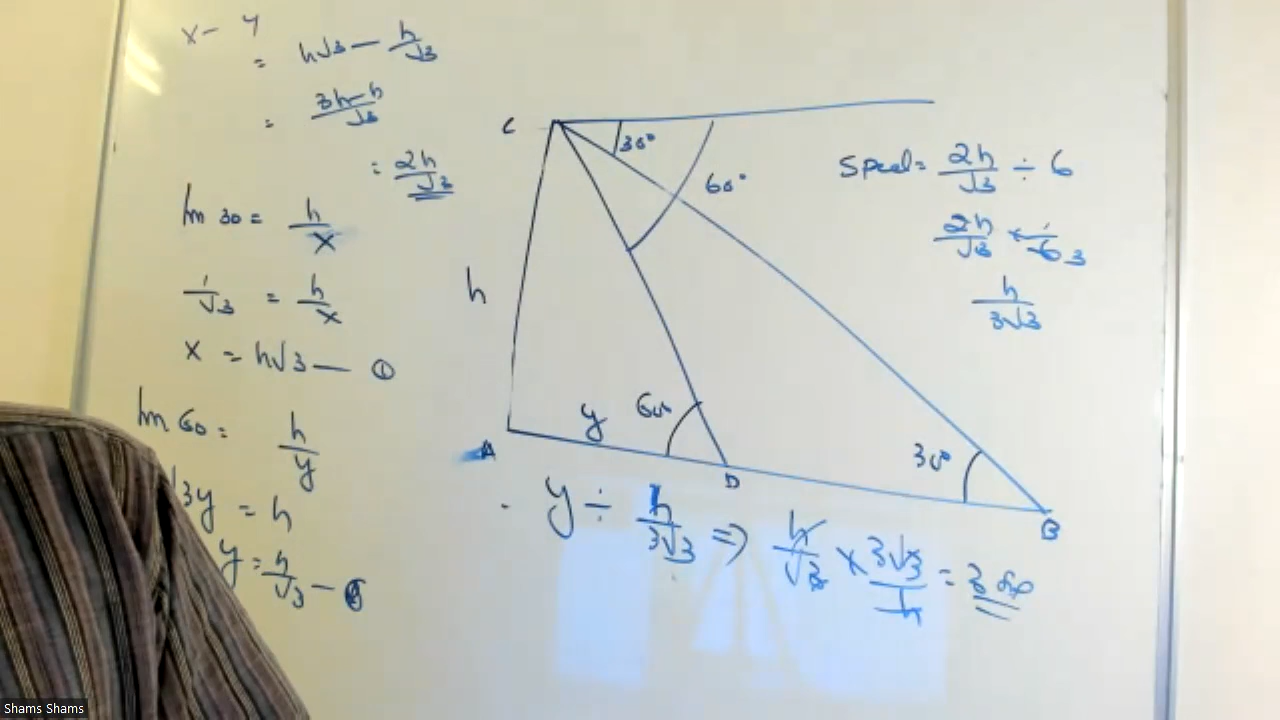 x - y
= h√3 - h/√3
= 3h-h/√3
= 2h/√3
tan 30 = h/x
1/√3 = h/x
x = h√3 — ①
tan 60 = h/y
√3y = h
y = h/√3 —
C
30°
60°
h
A
y
60°
D
30°
B
Speed = 2h/√3 ÷ 6
2h/√3 × 1/6 3
h/3√3
y ÷ h/3√3 ⇒ h/√3 × 3√3/h = 3
Shams Shams